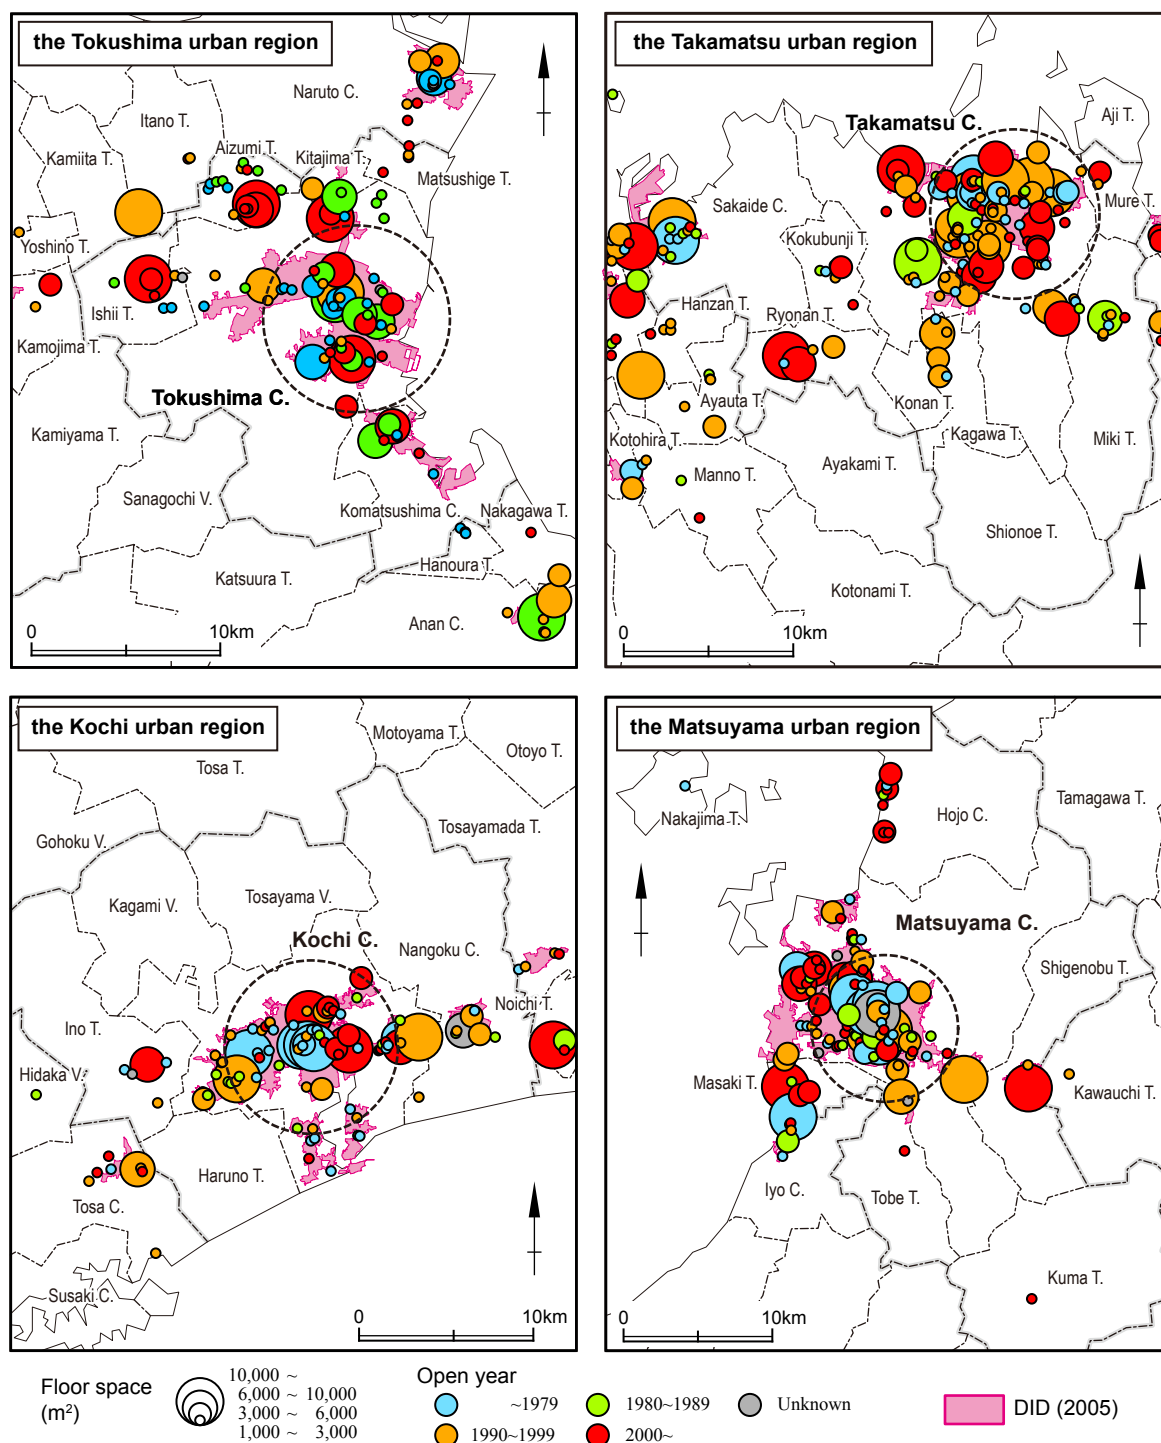 the Tokushima urban region
Naruto C.
Itano T.
Kamiita T.
Aizumi T.
Kitajima T.
Matsushige T.
Yoshino T.
Ishii T.
Kamojima T.
Tokushima C.
Kamiyama T.
Sanagochi V.
Komatsushima C.
Nakagawa T.
Katsuura T.
Hanoura T.
Anan C.
0
10km
the Takamatsu urban region
Takamatsu C.
Aji T.
Sakaide C.
Mure T.
Kokubunji T.
Hanzan T.
Ryonan T.
Ayauta T.
Konan T.
Kagawa T.
Kotohira T.
Miki T.
Manno T.
Ayakami T.
Shionoe T.
Kotonami T.
0
10km
the Kochi urban region
Motoyama T.
Otoyo T.
Tosa T.
Tosayamada T.
Gohoku V.
Kagami V.
Tosayama V.
Kochi C.
Nangoku C.
Noichi T.
Ino T.
Hidaka V.
Haruno T.
Tosa C.
Susaki C.
0
10km
the Matsuyama urban region
Nakajima T.
Hojo C.
Tamagawa T.
Matsuyama C.
Shigenobu T.
Masaki T.
Kawauchi T.
Iyo C.
Tobe T.
Kuma T.
0
10km
Floor space
(m²)
10,000 ~
6,000 ~ 10,000
3,000 ~ 6,000
1,000 ~ 3,000
Open year
~1979
1980~1989
Unknown
1990~1999
2000~
DID (2005)